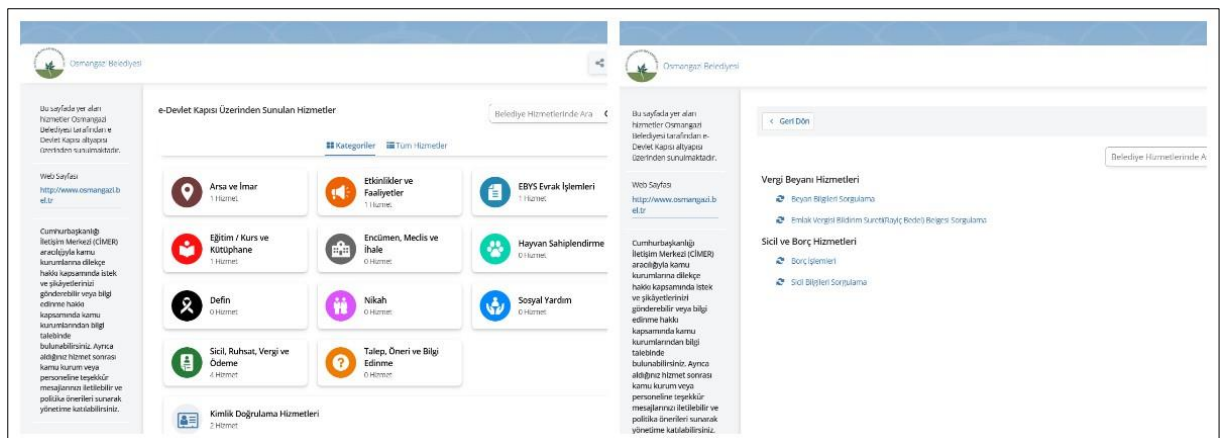 Osmangazi Belediyesi
Bu sayfada yer alan
hizmetler Osmangazi
Belediyesi tarafından e
Devlet Kapısı altyapısı
üzerinden sunulmaktadır.
Web Sayfası
http://www.osmangazi.b
el.tr
Cumhurbaşkanlığı
İletişim Merkezi (CİMER)
aracılığıyla kamu
kurumlarına dilekçe
hakkı kapsamında istek
ve şikâyetlerinizi
gönderebilir veya bilgi
edinme hakkı
kapsamında kamu
kurumlarından bilgi
talebinde
bulunabilirsiniz. Ayrıca
aldığınız hizmet sonrası
kamu kurum veya
personeline teşekkür
mesajlarınızı iletilebilir ve
politika önerileri sunarak
yönetime katılabilirsiniz.
e-Devlet Kapısı Üzerinden Sunulan Hizmetler
Belediye Hizmetlerinde Ara
Kategoriler Tüm Hizmetler
Arsa ve İmar
1 Hizmet
Etkinlikler ve
Faaliyetler
1 Hizmet
EBYS Evrak İşlemleri
1 Hizmet
Eğitim / Kurs ve
Kütüphane
1 Hizmet
Encümen, Meclis ve
İhale
0 Hizmet
Hayvan Sahiplendirme
0 Hizmet
Defin
0 Hizmet
Nikah
0 Hizmet
Sosyal Yardım
0 Hizmet
Sicil, Ruhsat, Vergi ve
Ödeme
4 Hizmet
Talep, Öneri ve Bilgi
Edinme
0 Hizmet
Kimlik Doğrulama Hizmetleri
2 Hizmet
Osmangazi Belediyesi
Bu sayfada yer alan
hizmetler Osmangazi
Belediyesi tarafından e-
Devlet Kapısı altyapısı
üzerinden sunulmaktadır.
Web Sayfası
http://www.osmangazi.b
el.tr
Cumhurbaşkanlığı
İletişim Merkezi (CİMER)
aracılığıyla kamu
kurumlarına dilekçe
hakkı kapsamında istek
ve şikâyetlerinizi
gönderebilir veya bilgi
edinme hakkı
kapsamında kamu
kurumlarından bilgi
talebinde
bulunabilirsiniz. Ayrıca
aldığınız hizmet sonrası
kamu kurum veya
personeline teşekkür
mesajlarınızı iletilebilir ve
politika önerileri sunarak
yönetime katılabilirsiniz.
< Geri Dön
Belediye Hizmetlerinde A
Vergi Beyanı Hizmetleri
Beyan Bilgileri Sorgulama
Emlak Vergisi Bildirim Sureti(Rayiç Bedel) Belgesi Sorgulama
Sicil ve Borç Hizmetleri
Borç İşlemleri
Sicil Bilgileri Sorgulama